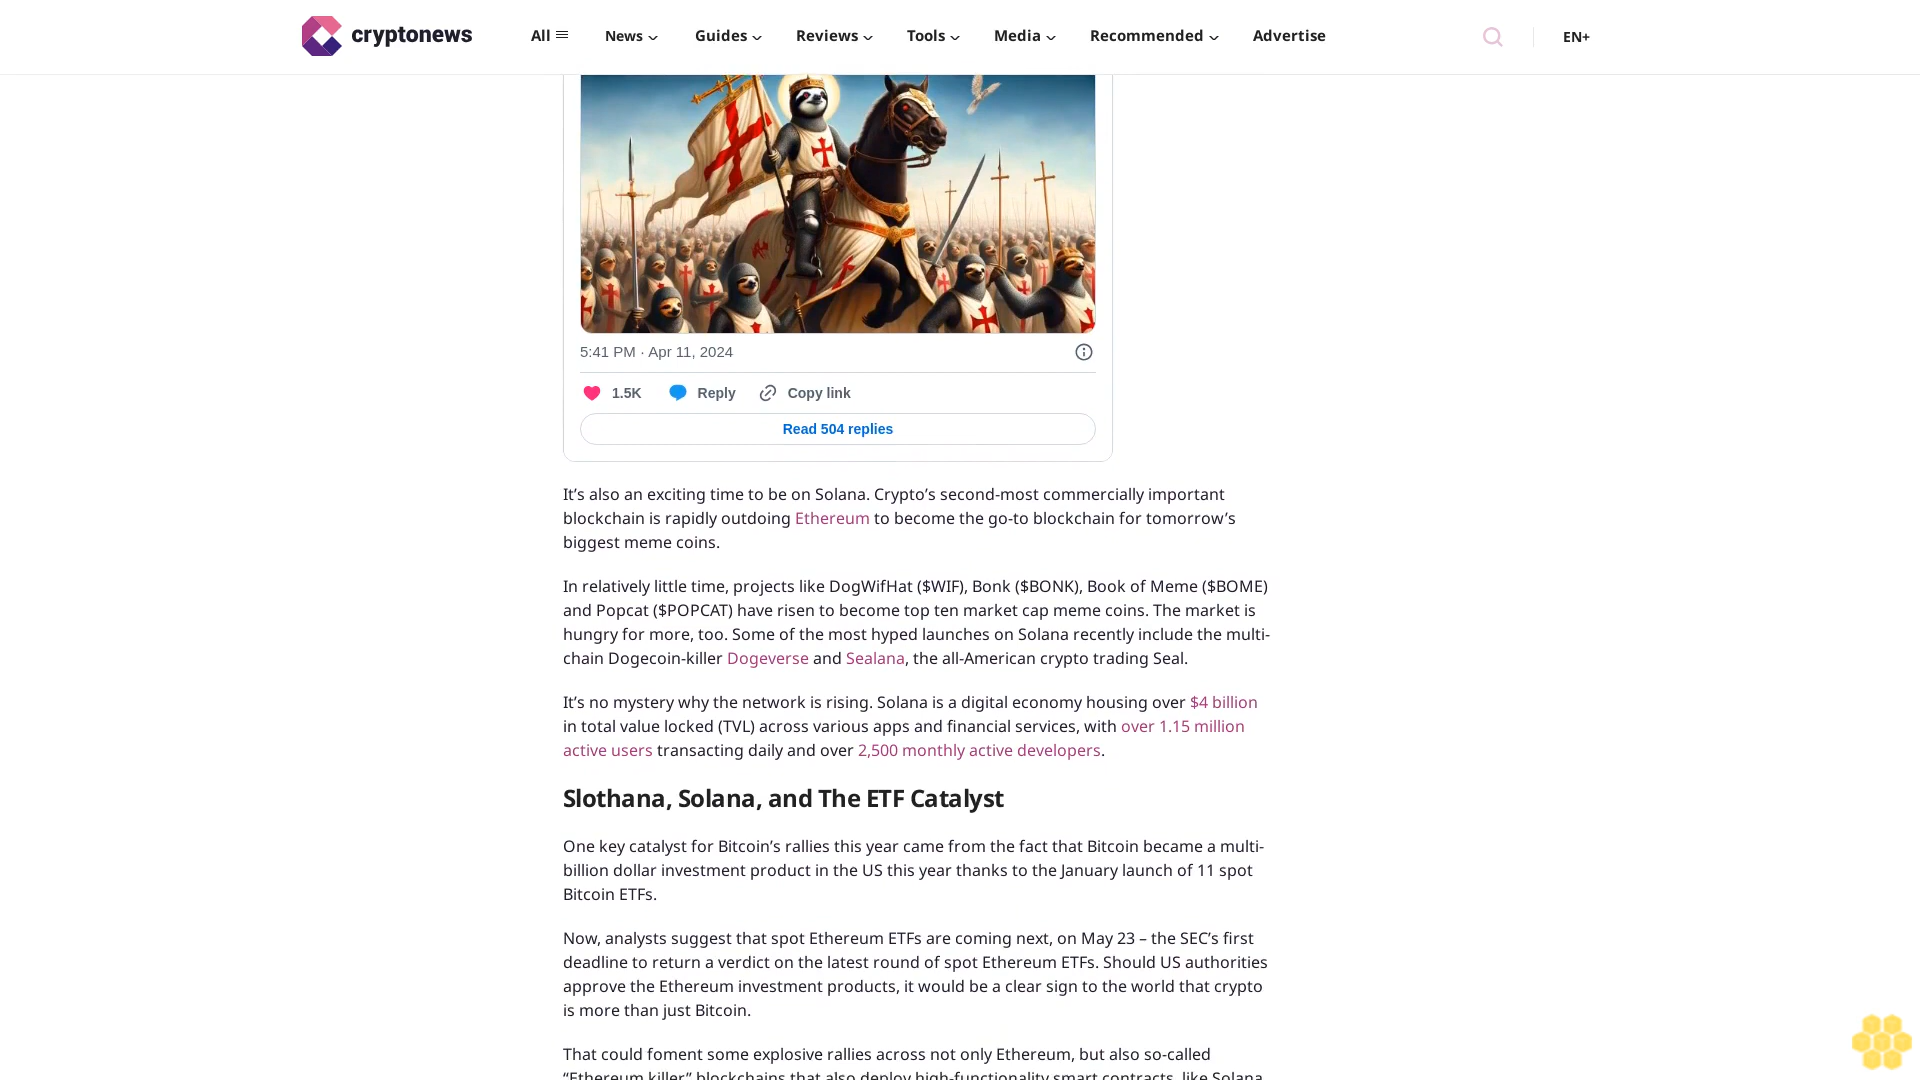 cryptonews
All
News
Guides
Reviews
Tools
Media
Recommended
Advertise
EN+
5:41 PM · Apr 11, 2024
1.5K
Reply
Copy link
Read 504 replies
It’s also an exciting time to be on Solana. Crypto’s second-most commercially important
blockchain is rapidly outdoing Ethereum to become the go-to blockchain for tomorrow’s
biggest meme coins.
In relatively little time, projects like DogWifHat ($WIF), Bonk ($BONK), Book of Meme ($BOME)
and Popcat ($POPCAT) have risen to become top ten market cap meme coins. The market is
hungry for more, too. Some of the most hyped launches on Solana recently include the multi-
chain Dogecoin-killer Dogeverse and Sealana, the all-American crypto trading Seal.
It’s no mystery why the network is rising. Solana is a digital economy housing over $4 billion
in total value locked (TVL) across various apps and financial services, with over 1.15 million
active users transacting daily and over 2,500 monthly active developers.
Slothana, Solana, and The ETF Catalyst
One key catalyst for Bitcoin’s rallies this year came from the fact that Bitcoin became a multi-
billion dollar investment product in the US this year thanks to the January launch of 11 spot
Bitcoin ETFs.
Now, analysts suggest that spot Ethereum ETFs are coming next, on May 23 – the SEC’s first
deadline to return a verdict on the latest round of spot Ethereum ETFs. Should US authorities
approve the Ethereum investment products, it would be a clear sign to the world that crypto
is more than just Bitcoin.
That could foment some explosive rallies across not only Ethereum, but also so-called
“Ethereum killer” blockchains that also deploy high-functionality smart contracts, like Solana.